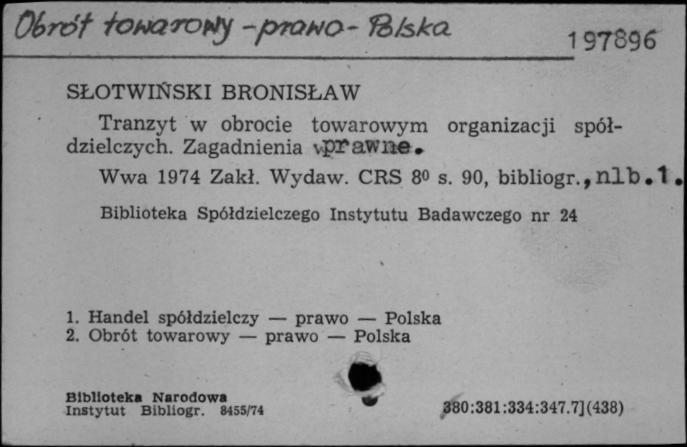 Obrót towarowy - prawo - Polska
197896
SŁOTWIŃSKI BRONISŁAW
Tranzyt w obrocie towarowym organizacji spół-
dzielczych. Zagadnienia prawne.
Wwa 1974 Zakł. Wydaw. CRS 8⁰ s. 90, bibliogr., nlb.1.
Biblioteka Spółdzielczego Instytutu Badawczego nr 24
1. Handel spółdzielczy — prawo — Polska
2. Obrót towarowy — prawo — Polska
Biblioteka Narodowa
Instytut Bibliogr. 8455/74
380:381:334:347.7](438)